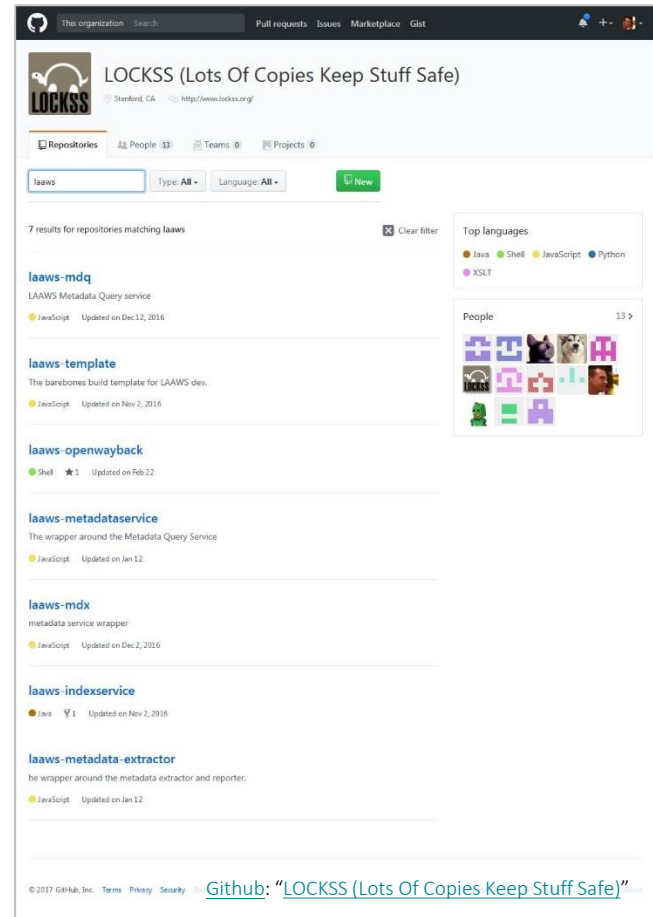 This organization Search Pull requests Issues Marketplace Gist
LOCKSS (Lots Of Copies Keep Stuff Safe)
LOCKSS
Stanford, CA http://www.lockss.org/
Repositories People 13 Teams 0 Projects 0
laaws Type: All Language: All New
7 results for repositories matching laaws Clear filter
Top languages
Java Shell JavaScript Python
XSLT
laaws-mdq
LAAWS Metadata Query service
JavaScript Updated on Dec 12, 2016
People 13
LOCKSS
laaws-template
The barebones build template for LAAWS dev.
JavaScript Updated on Nov 2, 2016
laaws-openwayback
Shell 1 Updated on Feb 22
laaws-metadataservice
The wrapper around the Metadata Query Service
JavaScript Updated on Jan 12
laaws-mdx
metadata service wrapper
JavaScript Updated on Dec 2, 2016
laaws-indexservice
Java 1 Updated on Nov 2, 2016
laaws-metadata-extractor
he wrapper around the metadata extractor and reporter.
JavaScript Updated on Jan 12
© 2017 GitHub, Inc. Terms Privacy Security
Github: “LOCKSS (Lots Of Copies Keep Stuff Safe)”